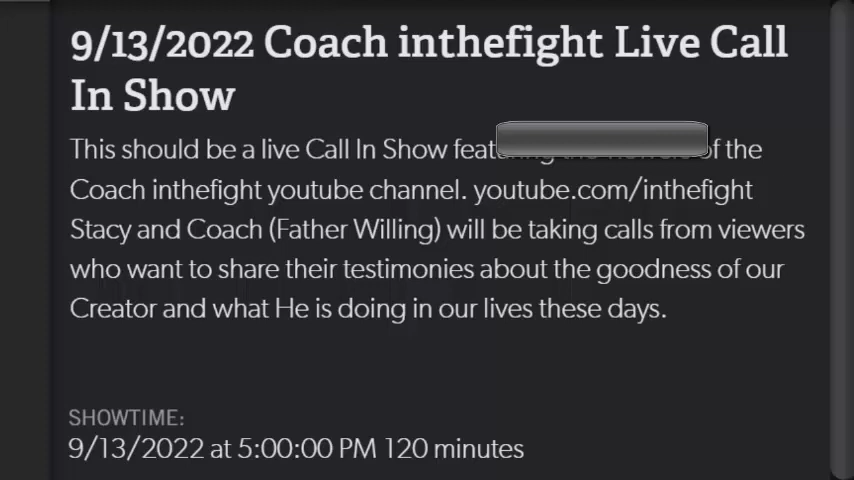 9/13/2022 Coach inthefight Live Call
In Show
This should be a live Call In Show of the
Coach inthefight youtube channel. youtube.com/inthefight
Stacy and Coach (Father Willing) will be taking calls from viewers
who want to share their testimonies about the goodness of our
Creator and what He is doing in our lives these days.
SHOWTIME:
9/13/2022 at 5:00:00 PM 120 minutes